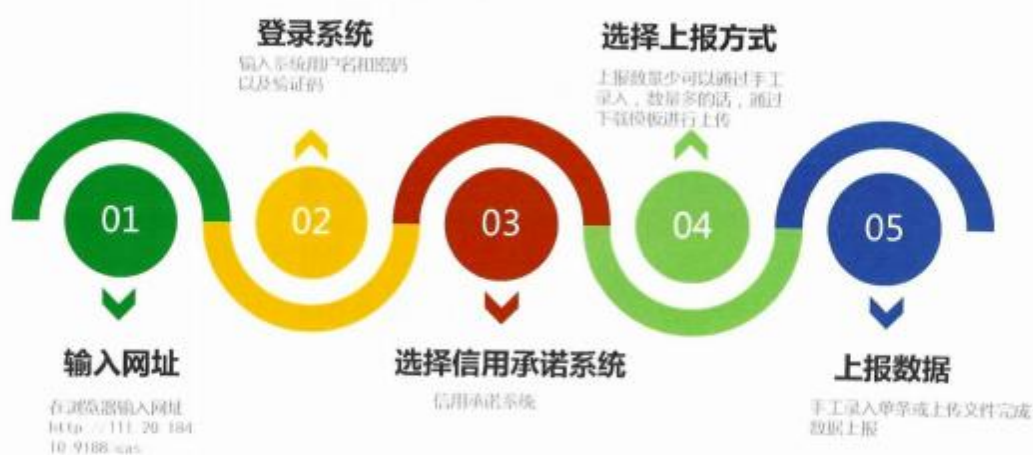 登录系统
输入系统用户名和密码
以及验证码
选择上报方式
上报数量少可以通过手工
录入，数量多的话，通过
下载模板进行上传
01
02
03
04
05
输入网址
在浏览器输入网址
http
选择信用承诺系统
信用承诺系统
上报数据
手工录入单条或上传文件完成
数据上报